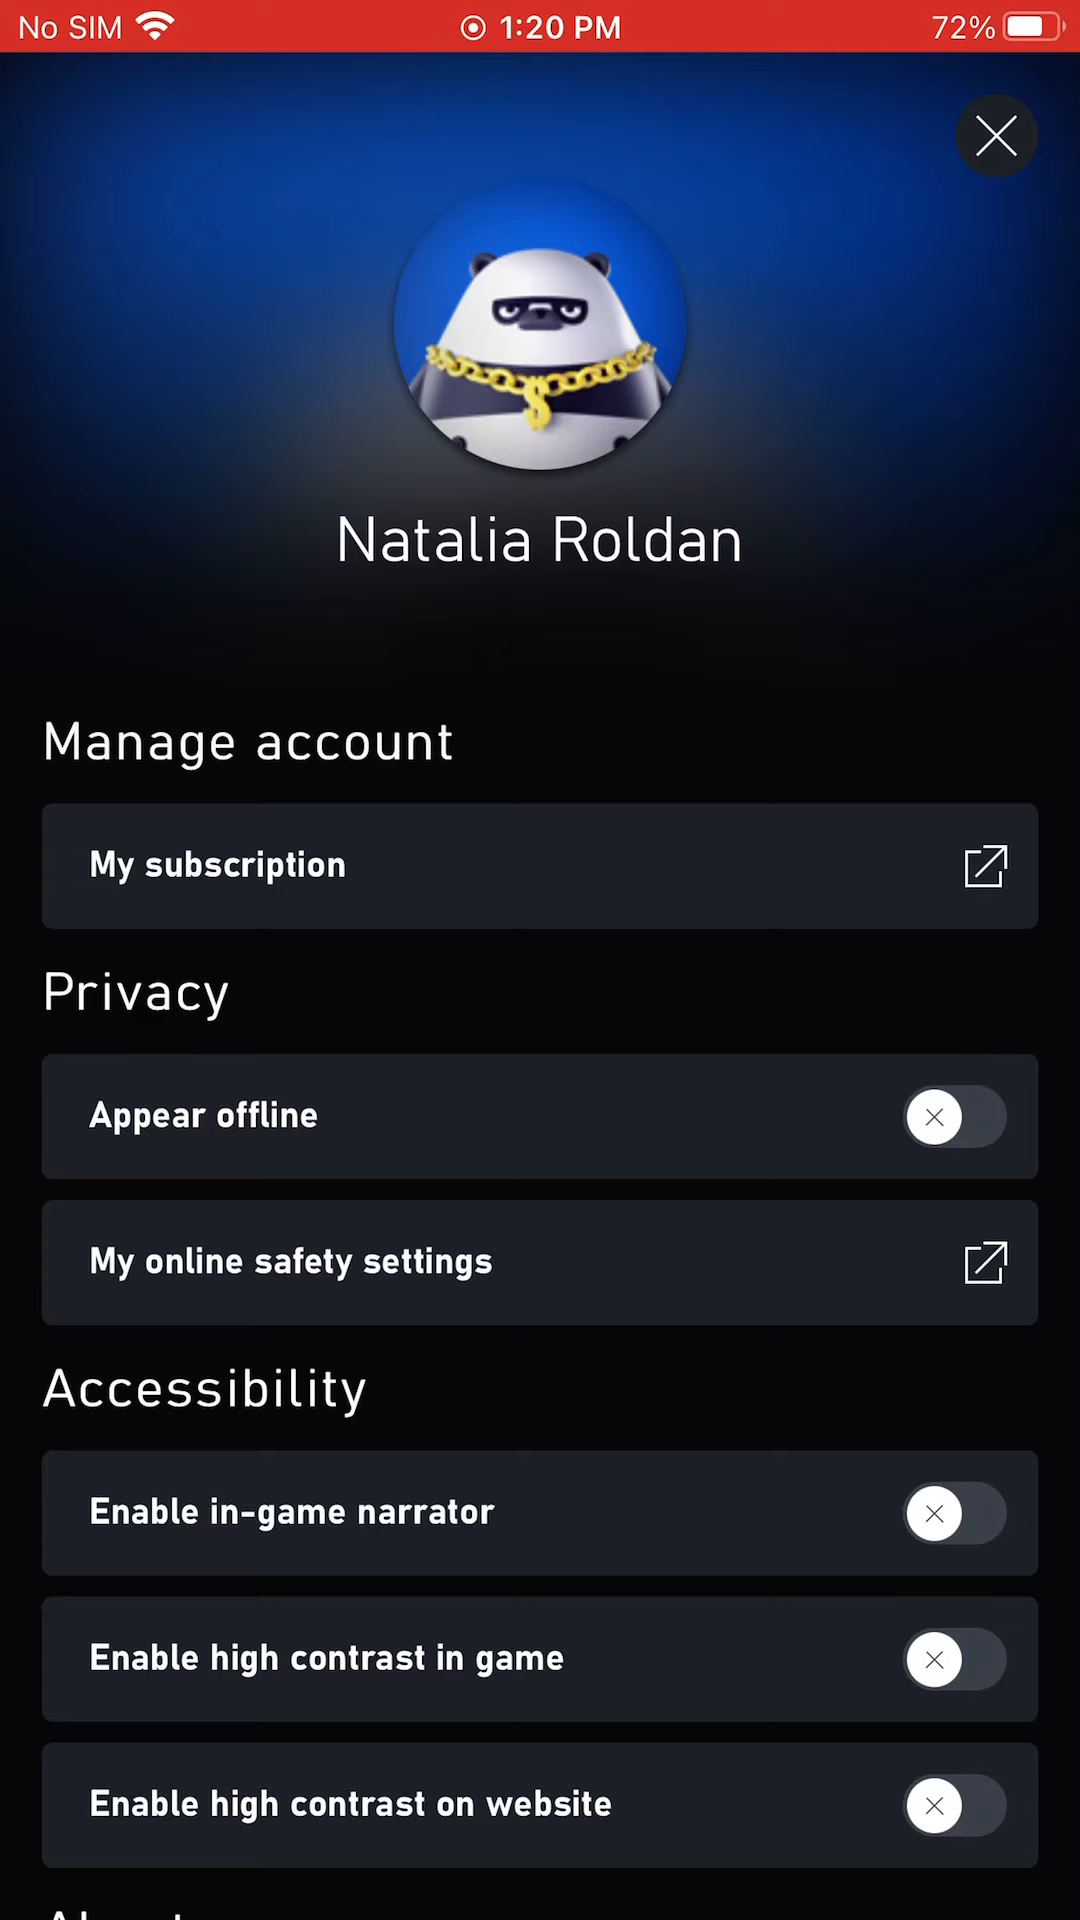 No SIM 1:20 PM 72%
Natalia Roldan
Manage account
My subscription
Privacy
Appear offline
My online safety settings
Accessibility
Enable in-game narrator
Enable high contrast in game
Enable high contrast on website